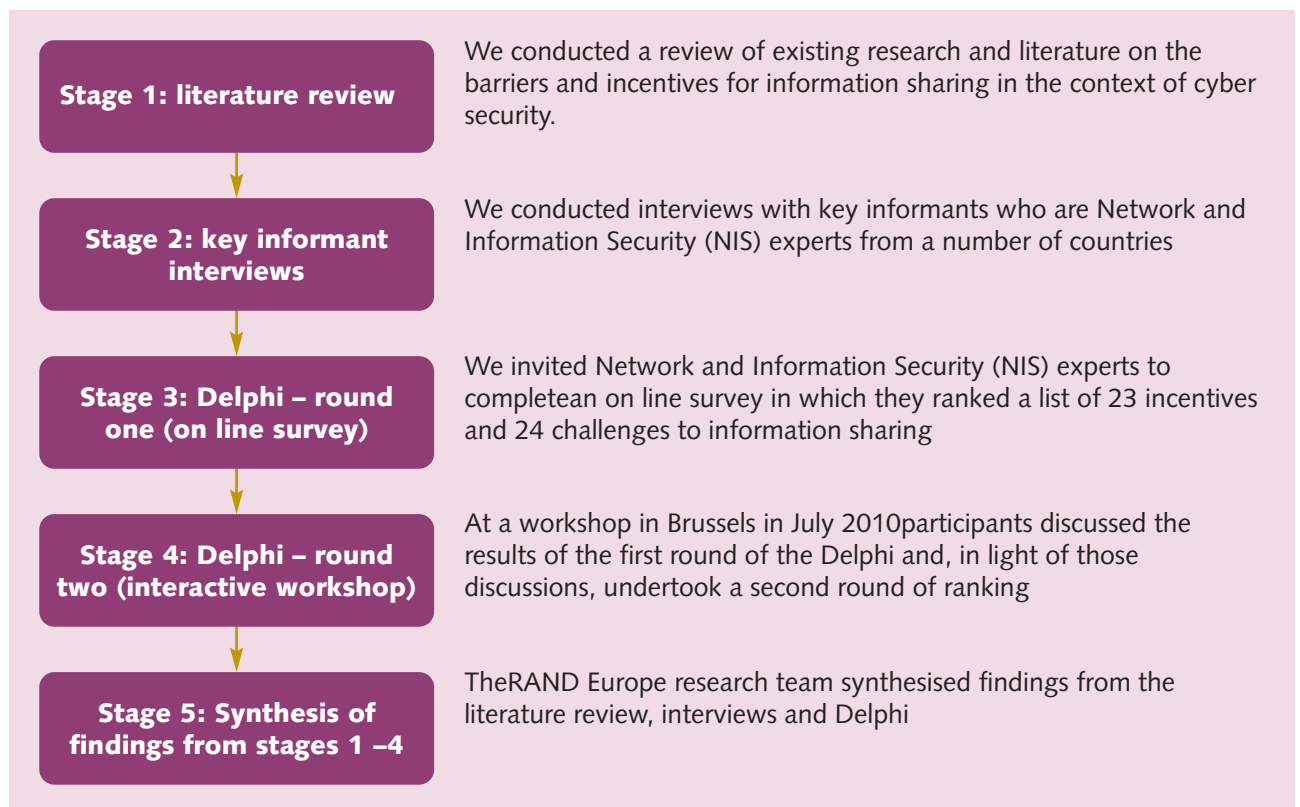 Stage 1: literature review
We conducted a review of existing research and literature on the
barriers and incentives for information sharing in the context of cyber
security.
Stage 2: key informant
interviews
We conducted interviews with key informants who are Network and
Information Security (NIS) experts from a number of countries
Stage 3: Delphi – round
one (on line survey)
We invited Network and Information Security (NIS) experts to
completean on line survey in which they ranked a list of 23 incentives
and 24 challenges to information sharing
Stage 4: Delphi – round
two (interactive workshop)
At a workshop in Brussels in July 2010participants discussed the
results of the first round of the Delphi and, in light of those
discussions, undertook a second round of ranking
Stage 5: Synthesis of
findings from stages 1 –4
TheRAND Europe research team synthesised findings from the
literature review, interviews and Delphi